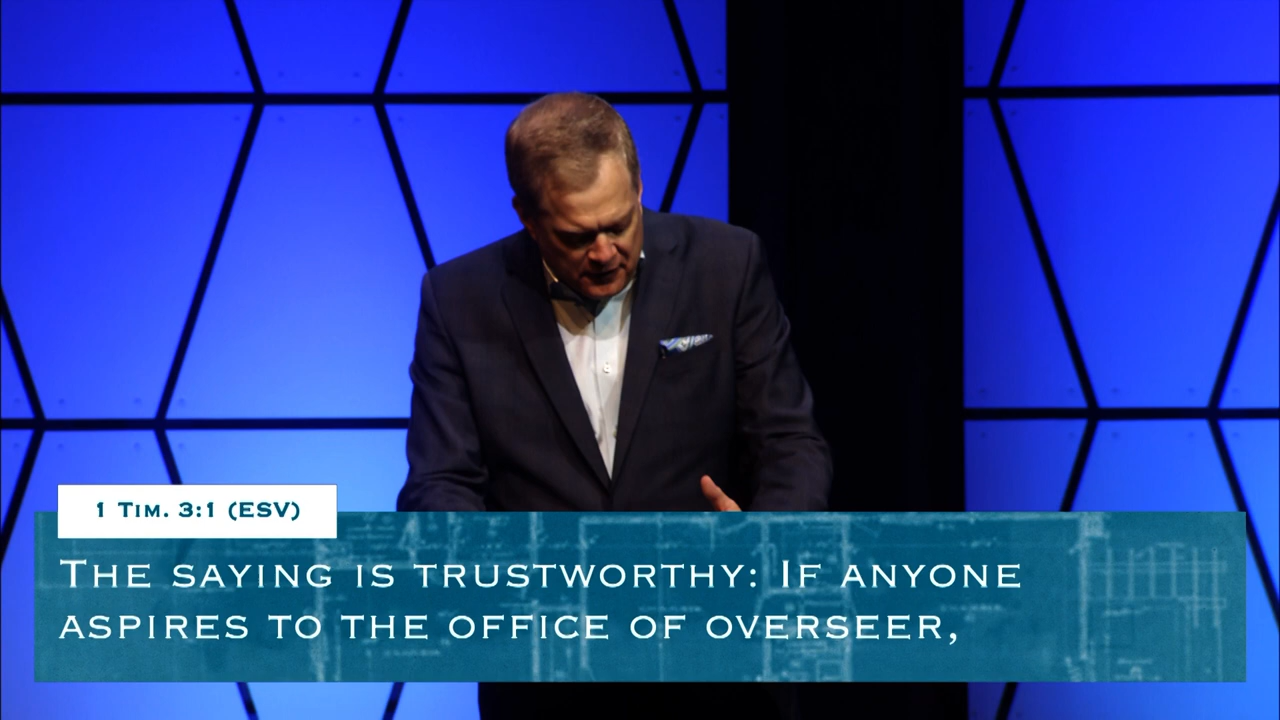 1 Tim. 3:1 (ESV)
The saying is trustworthy: If anyone
aspires to the office of overseer,